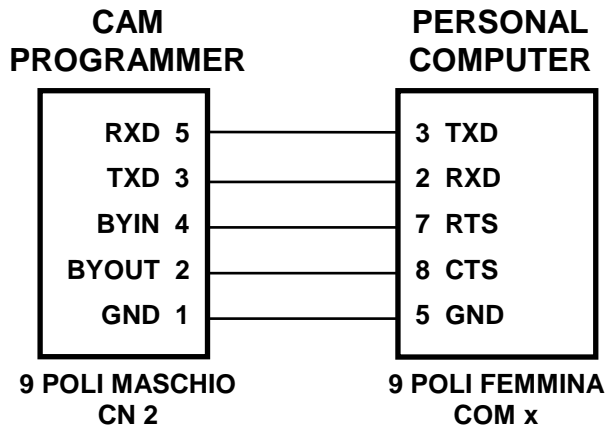 CAM
PROGRAMMER
PERSONAL
COMPUTER
RXD 5
3 TXD
TXD 3
2 RXD
BYIN 4
7 RTS
BYOUT 2
8 CTS
GND 1
5 GND
9 POLI MASCHIO
CN 2
9 POLI FEMMINA
COM x